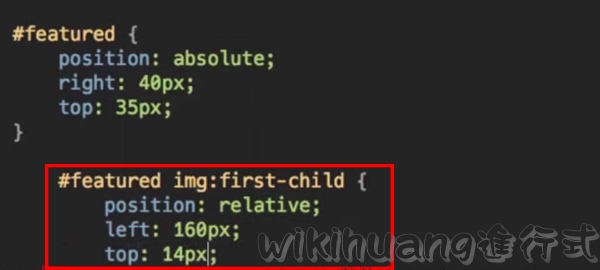 #featured {
position: absolute;
right: 40px;
top: 35px;
}
#featured img:first-child {
position: relative;
left: 160px;
top: 14px;
wikihuang進行式